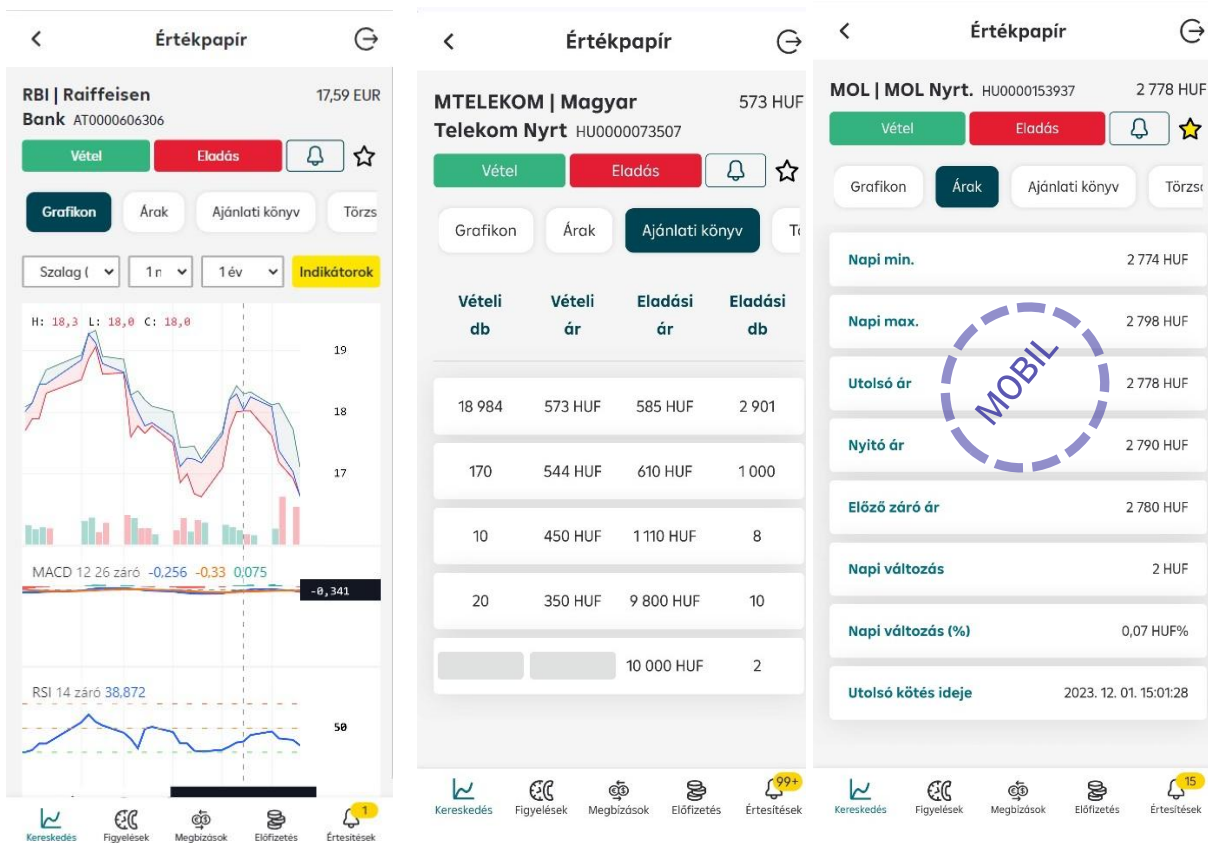 Értékpapír
RBI | Raiffeisen 17,59 EUR
Bank AT0000606306
Vétel Eladás
Grafikon Árak Ajánlati könyv Törzs
Szalag ( 1 n 1 év Indikátorok
H: 18,3 L: 18,0 C: 18,0
19
18
17
MACD 12 26 záró -0,256 -0,33 0,075
-0,341
RSI 14 záró 38,872
50
1
Kereskedés Figyelések Megbízások Előfizetés Értesítések
Értékpapír
MTELEKOM | Magyar 573 HUF
Telekom Nyrt HU0000073507
Vétel Eladás
Grafikon Árak Ajánlati könyv
Vételi Vételi Eladási Eladási
db ár ár db
18 984 573 HUF 585 HUF 2 901
170 544 HUF 610 HUF 1 000
10 450 HUF 1 110 HUF 8
20 350 HUF 9 800 HUF 10
10 000 HUF 2
99+
Kereskedés Figyelések Megbízások Előfizetés Értesítések
Értékpapír
MOL | MOL Nyrt. HU0000153937 2 778 HUF
Vétel Eladás
Grafikon Árak Ajánlati könyv Törzs
Napi min. 2 774 HUF
Napi max. 2 798 HUF
Utolsó ár 2 778 HUF
MOBIL
Nyitó ár 2 790 HUF
Előző záró ár 2 780 HUF
Napi változás 2 HUF
Napi változás (%) 0,07 HUF%
Utolsó kötés ideje 2023. 12. 01. 15:01:28
15
Kereskedés Figyelések Megbízások Előfizetés Értesítések